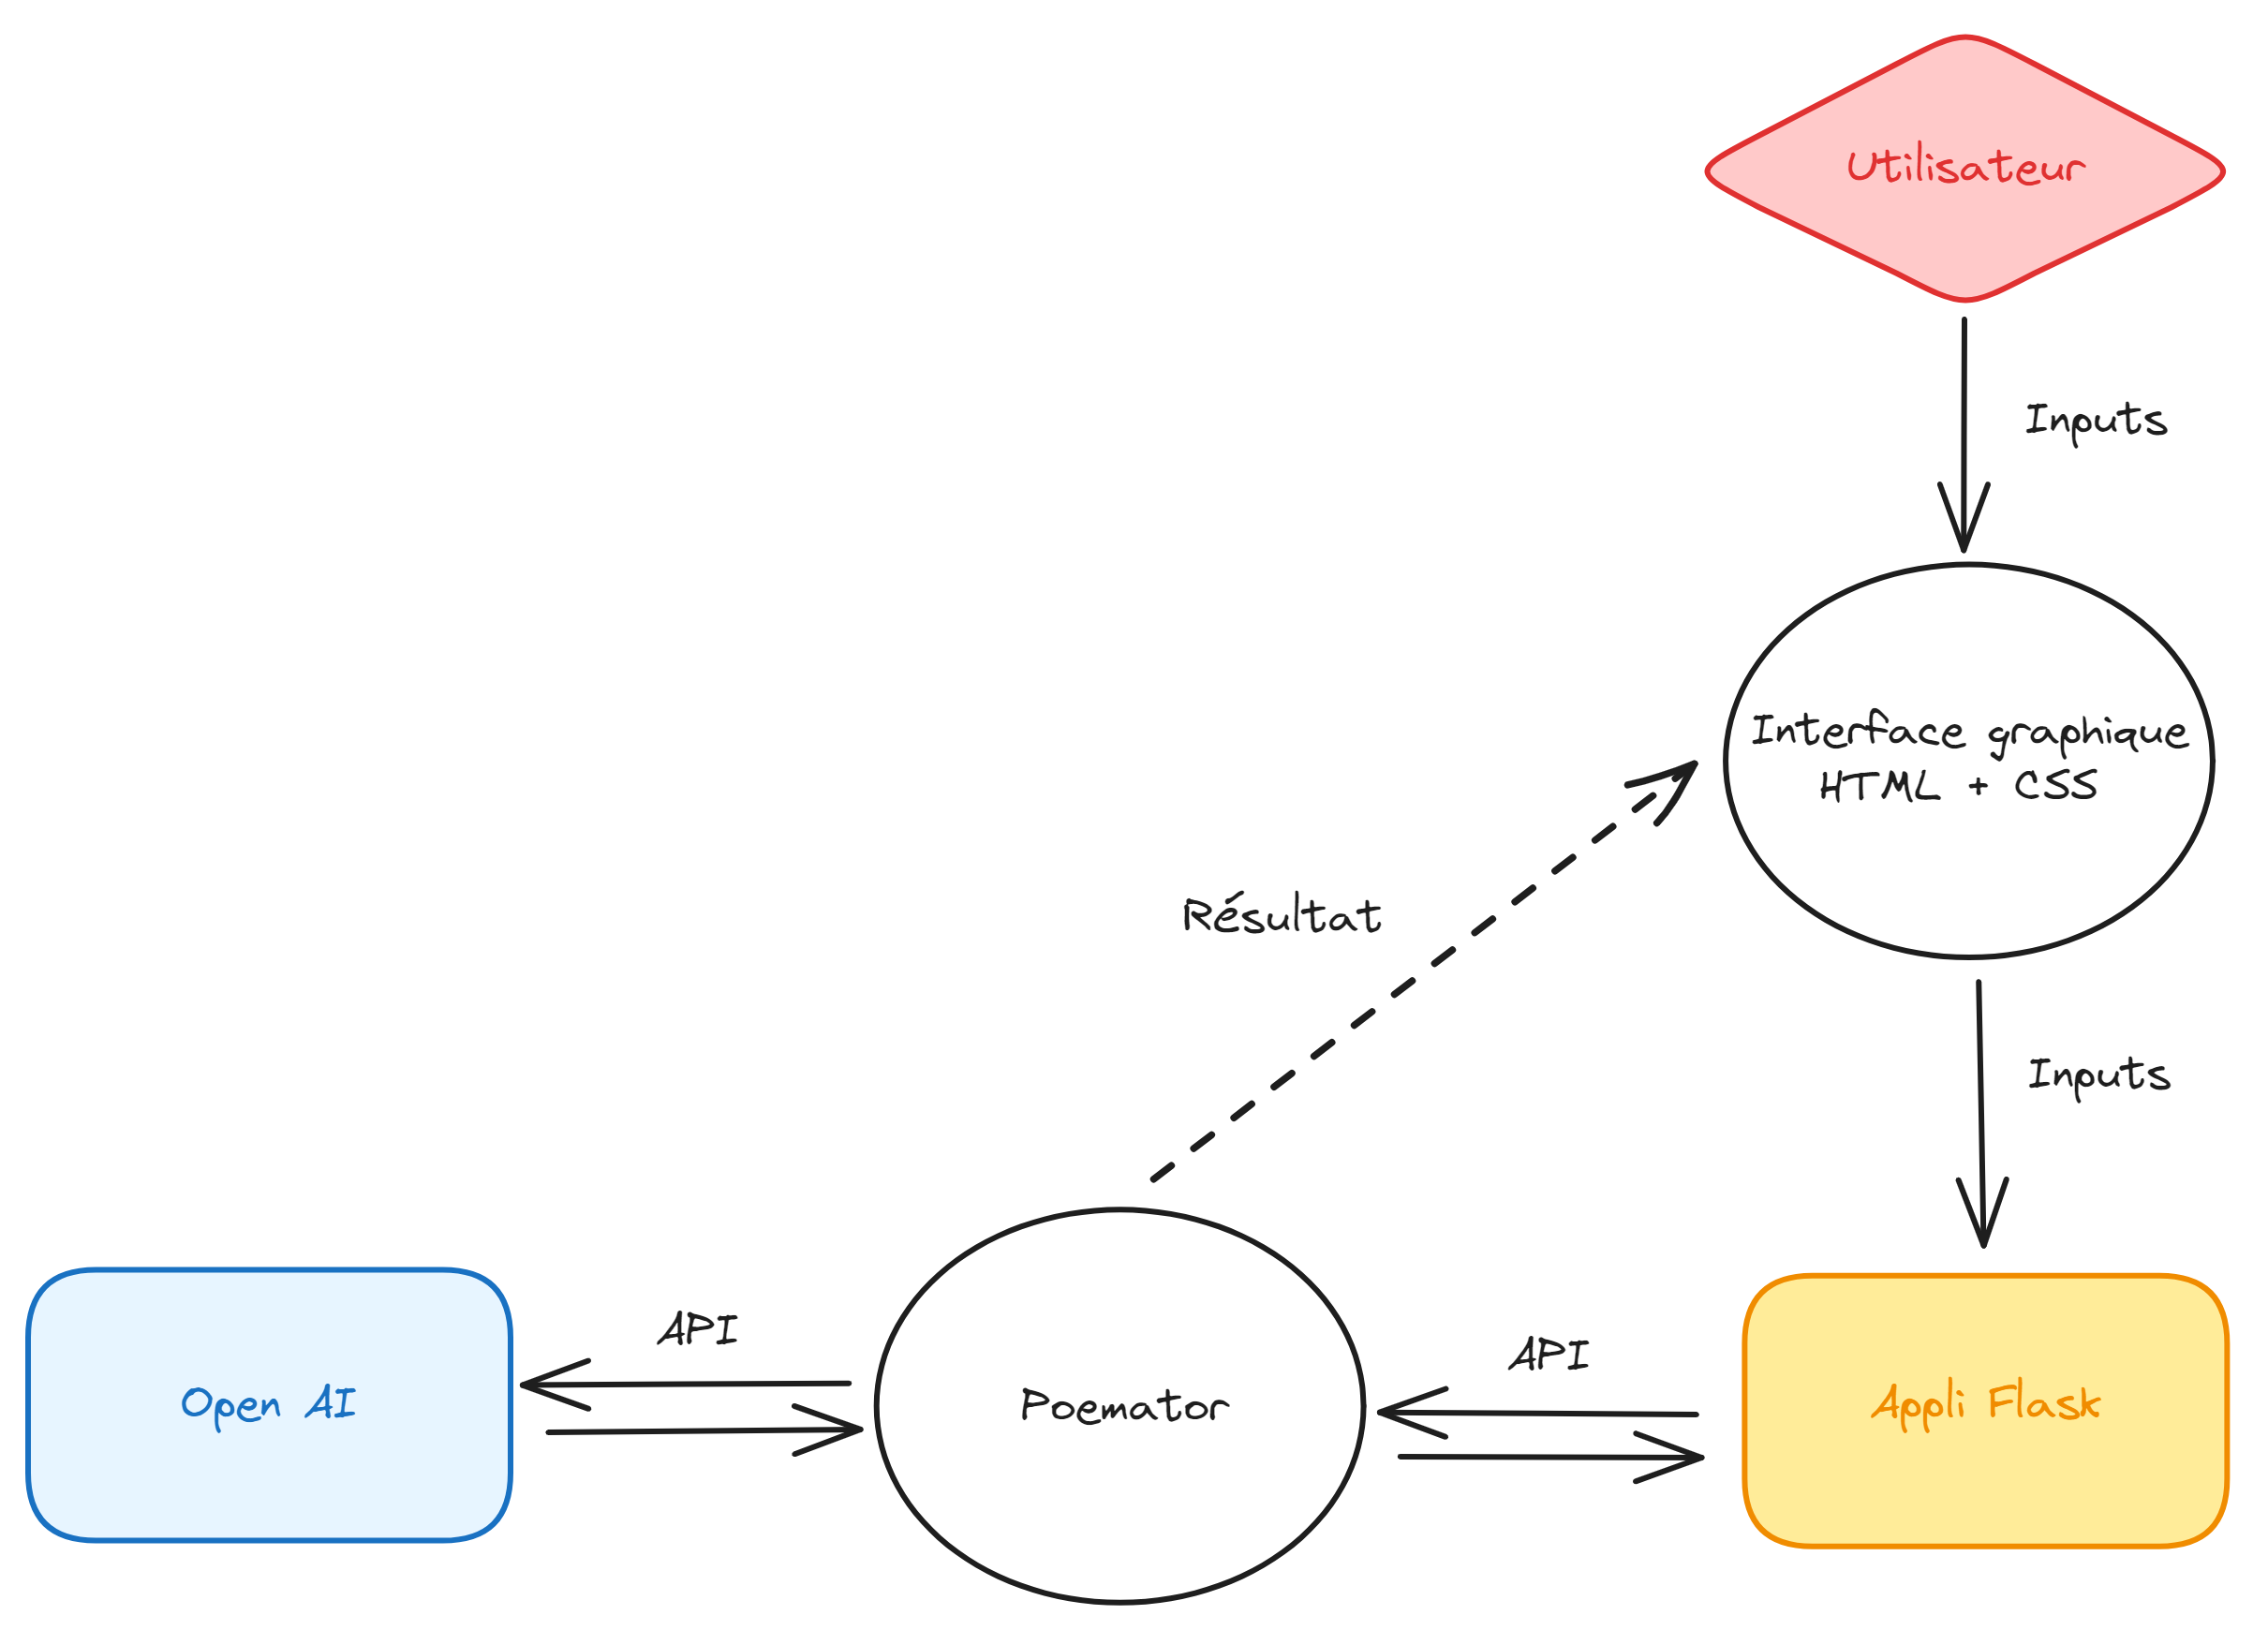 Utilisateur
Inputs
Interface graphique
HTML + CSS
Résultat
Inputs
API
API
Open AI
Poemator
Appli Flask